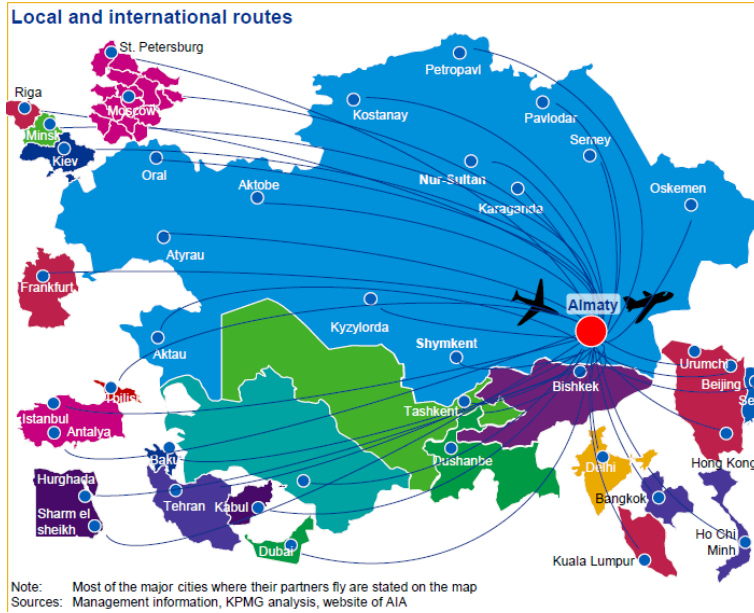 Local and international routes
St. Petersburg
Petropavl
Riga
Moscow
Kostanay
Pavlodar
Minsk
Semey
Kiev
Oral
Nur-Sultan
Aktobe
Karaganda
Oskemen
Atyrau
Frankfurt
Almaty
Kyzylorda
Aktau
Shymkent
Urumchi
Bishkek
Beijing
Tbilisi
Se
Istanbul
Tashkent
Antalya
Baku
Dushanbe
Delhi
Hong Kong
Hurghada
Tehran
Kabul
Bangkok
Sharm el
sheikh
Ho Chi
Minh
Dubai
Kuala Lumpur
Note: Most of the major cities where their partners fly are stated on the map
Sources: Management information, KPMG analysis, website of AIA